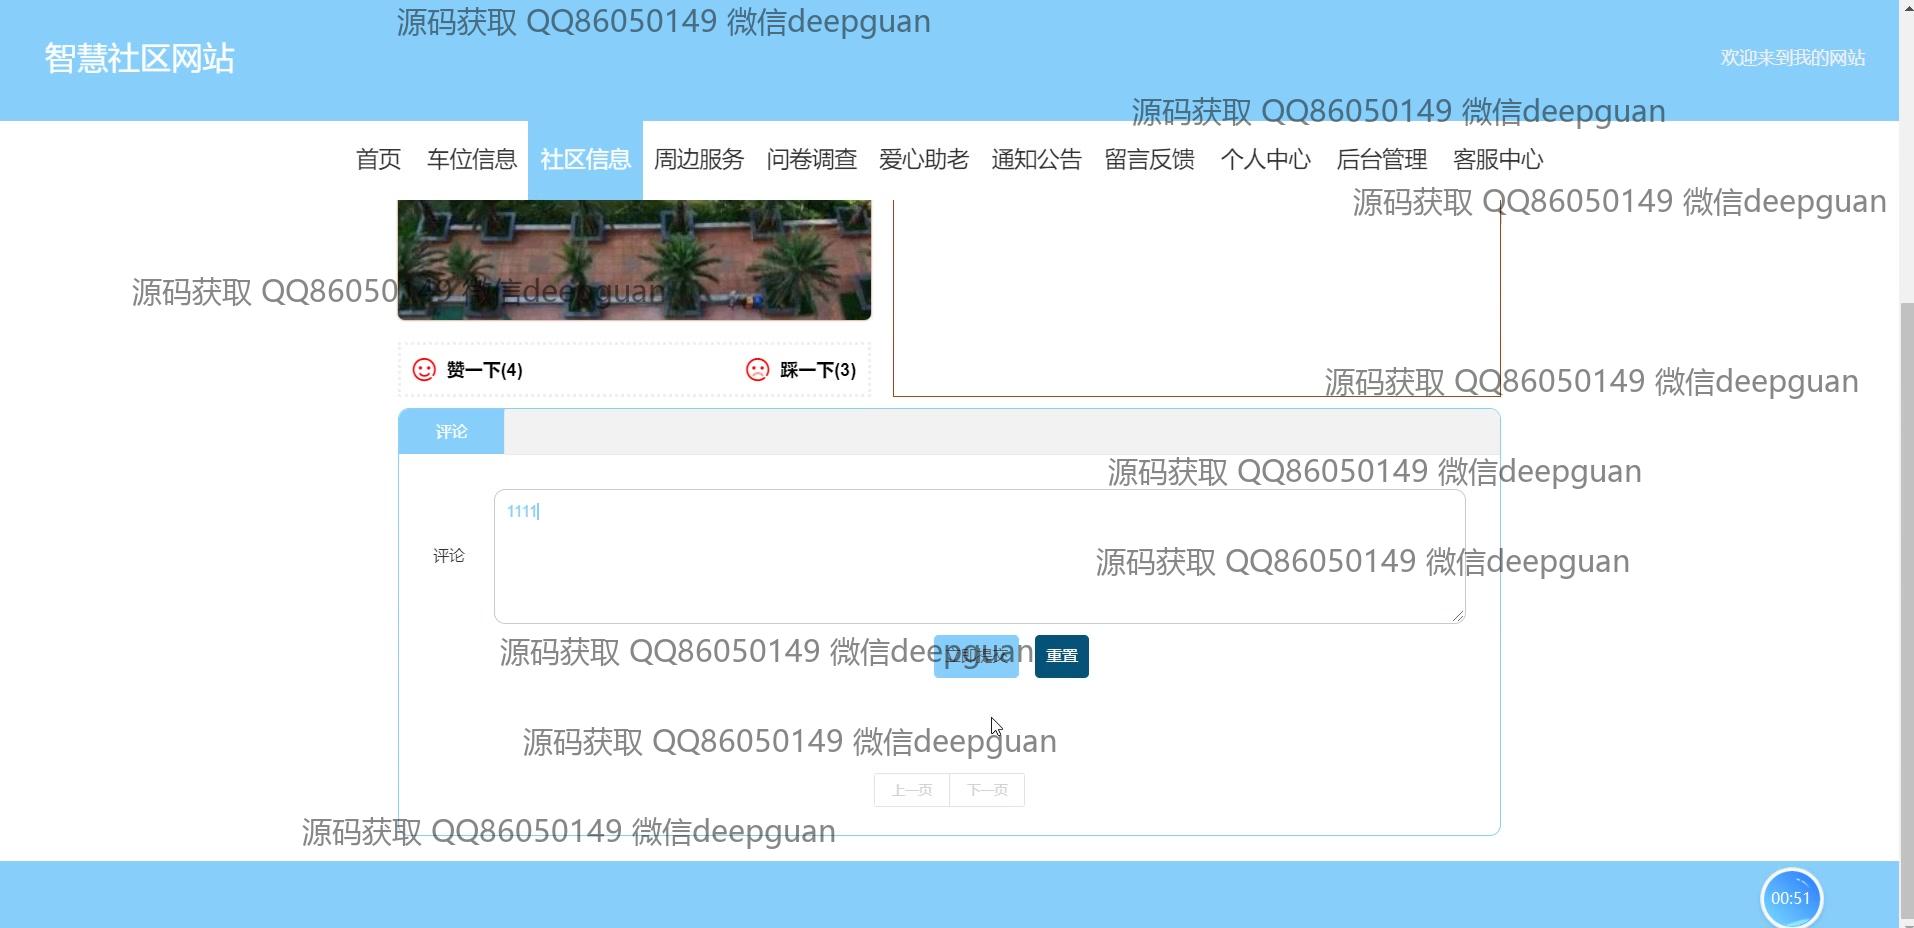 源码获取 QQ86050149 微信deepguan
智慧社区网站
欢迎来到我的网站
源码获取 QQ86050149 微信deepguan
首页 车位信息 社区信息 周边服务 问卷调查 爱心助老 通知公告 留言反馈 个人中心 后台管理 客服中心
源码获取 QQ86050149 微信deepguan
源码获取 QQ86050149 微信deepguan
赞一下(4) 踩一下(3)
源码获取 QQ86050149 微信deepguan
评论
源码获取 QQ86050149 微信deepguan
1111
评论
源码获取 QQ86050149 微信deepguan
源码获取 QQ86050149 微信deepguan
立即提交 重置
源码获取 QQ86050149 微信deepguan
上一页 下一页
源码获取 QQ86050149 微信deepguan
00:51